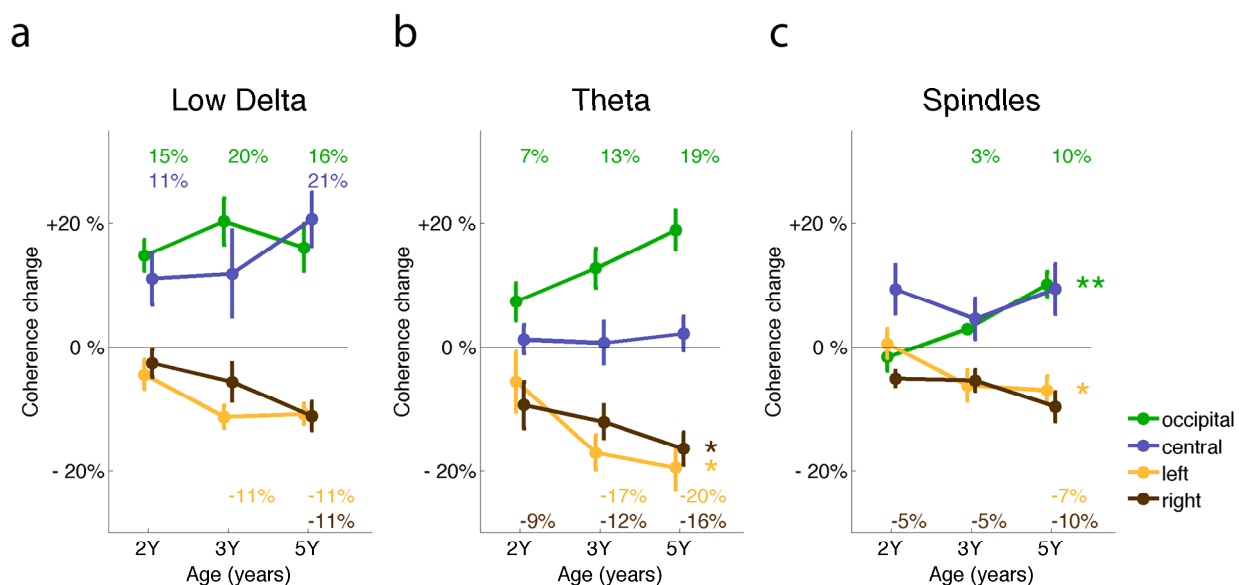 a
b
c
Low Delta
Theta
Spindles
15%
20%
16%
11%
21%
7%
13%
19%
3%
10%
+20 %
0 %
- 20%
Coherence change
+20 %
0 %
- 20%
Coherence change
+20 %
0 %
- 20%
Coherence change
**
*
*
*
-11%
-11%
-11%
-17%
-20%
-9%
-12%
-16%
-7%
-5%
-5%
-10%
2Y
3Y
5Y
Age (years)
2Y
3Y
5Y
Age (years)
2Y
3Y
5Y
Age (years)
occipital
central
left
right